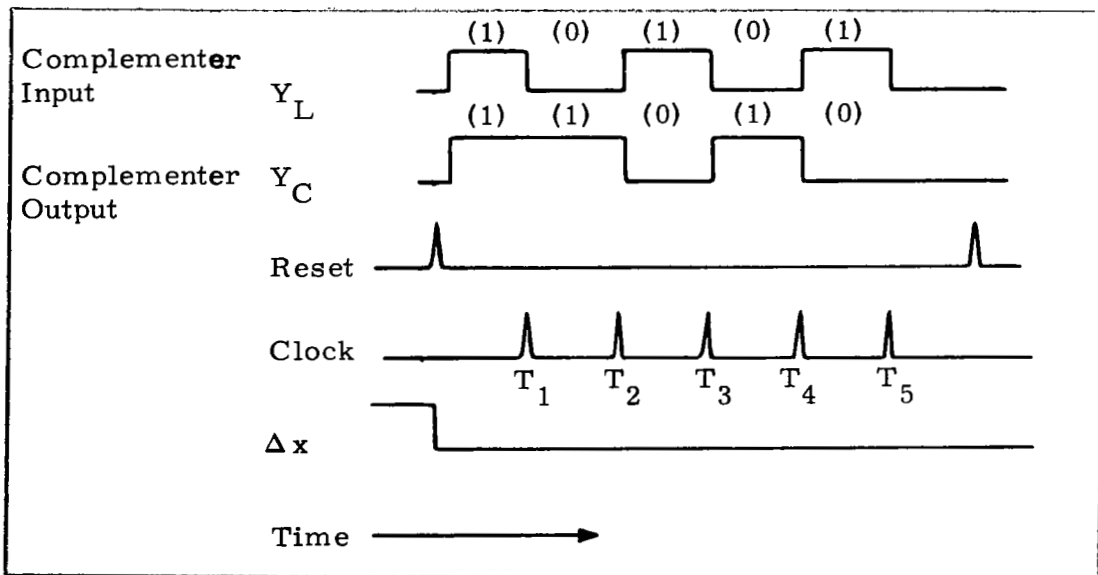 (1) (0) (1) (0) (1)
Complementer
Input
Y_L
(1) (1) (0) (1) (0)
Complementer
Output
Y_C
Reset
Clock
T_1 T_2 T_3 T_4 T_5
Δx
Time